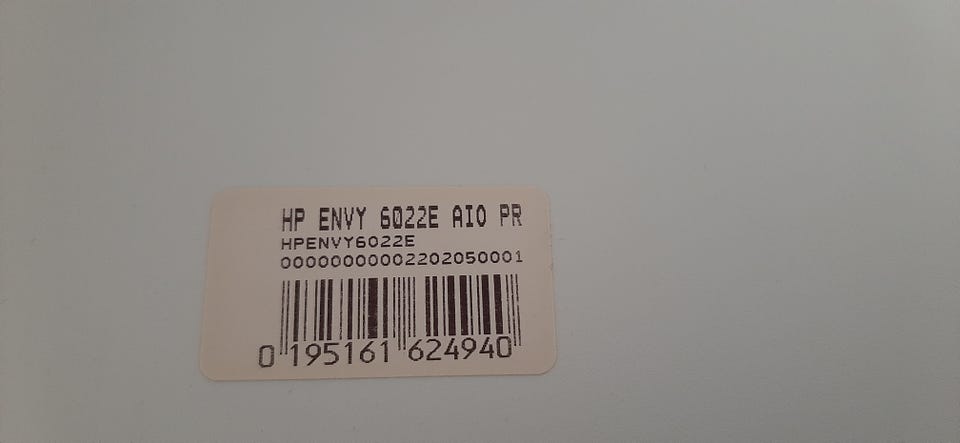 HP ENVY 6022E AIO PR
HPENVY6022E
00000000002202050001
0 195161 624940